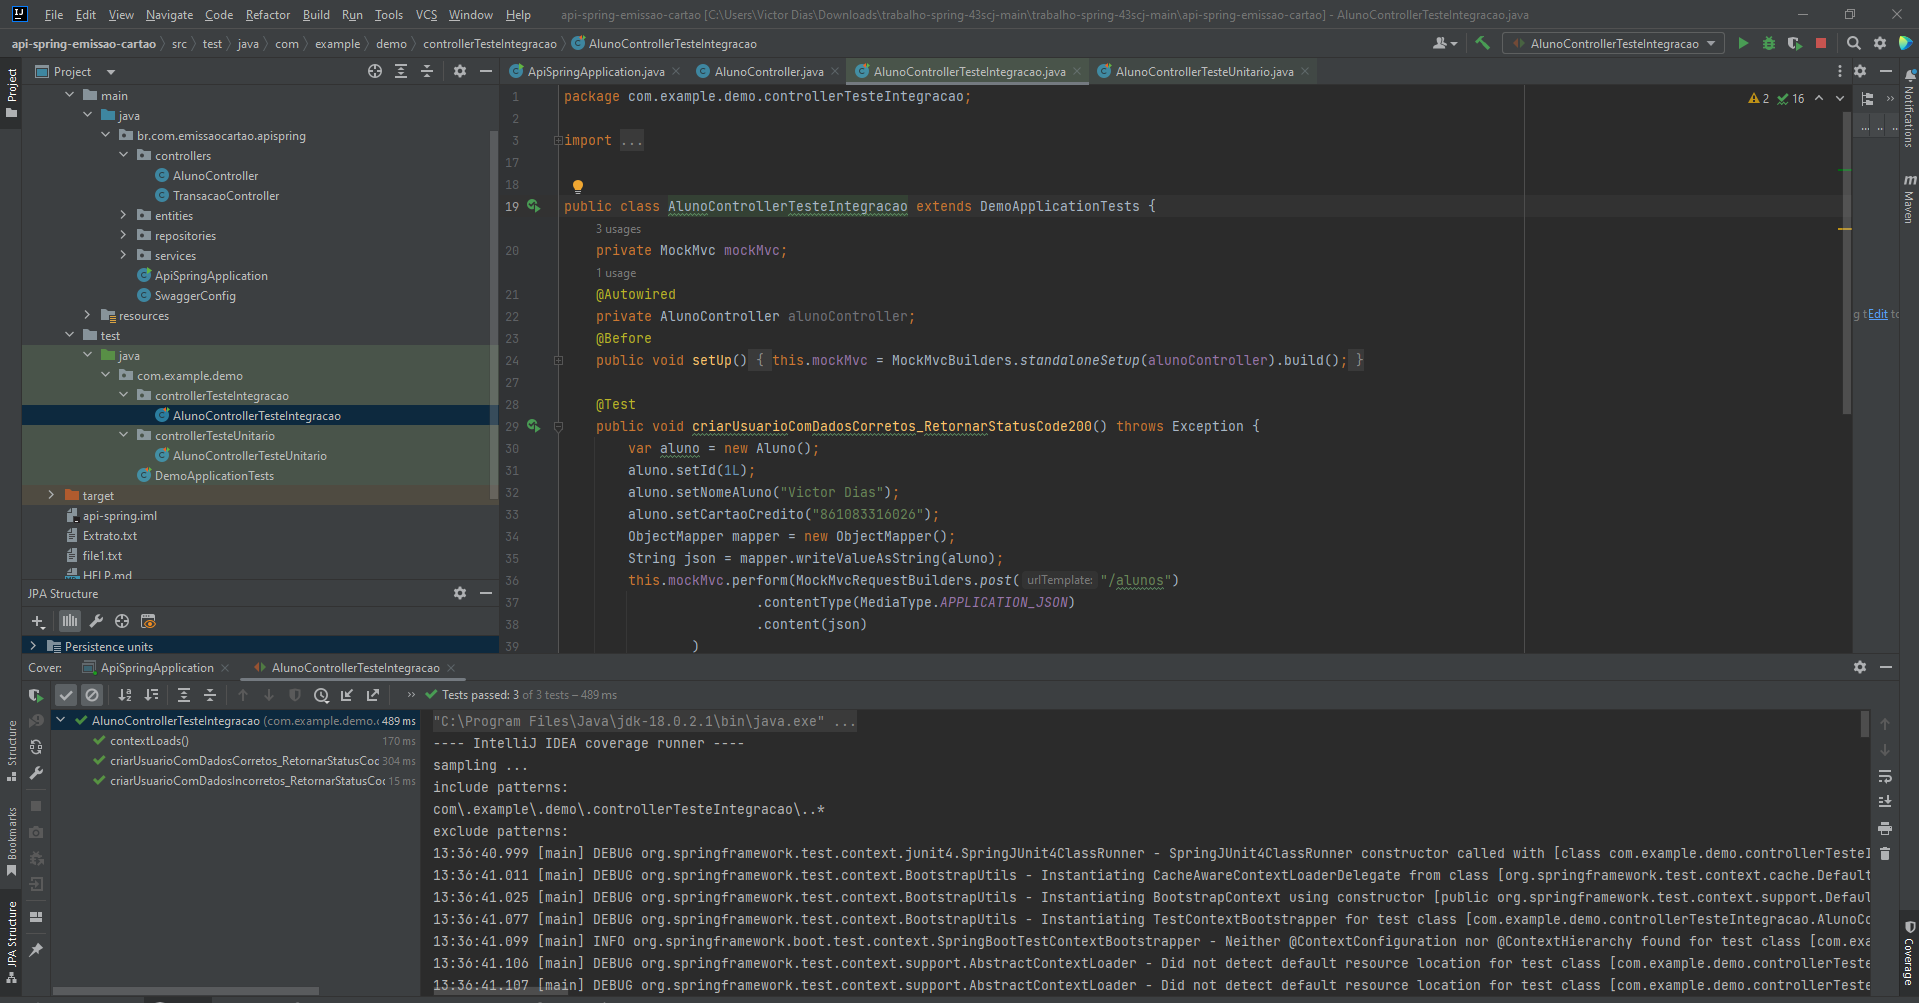 File Edit View Navigate Code Refactor Build Run Tools VCS Window Help api-spring-emissao-cartao [C:\Users\Victor Dias\Downloads\trabalho-spring-43scj-main\trabalho-spring-43scj-main\api-spring-emissao-cartao] - AlunoControllerTesteIntegracao.java
api-spring-emissao-cartao src test java com example demo controllerTesteIntegracao AlunoControllerTesteIntegracao
AlunoControllerTesteIntegracao
Project
Project
ApiSpringApplication.java AlunoController.java AlunoControllerTesteIntegracao.java AlunoControllerTesteUnitario.java
main
java
br.com.emissaocartao.apispring
controllers
AlunoController
TransacaoController
entities
repositories
services
ApiSpringApplication
SwaggerConfig
resources
test
java
com.example.demo
controllerTesteIntegracao
AlunoControllerTesteIntegracao
controllerTesteUnitario
AlunoControllerTesteUnitario
DemoApplicationTests
target
api-spring.iml
Extrato.txt
file1.txt
HELP.md
JPA Structure
Persistence units
2 16
1 package com.example.demo.controllerTesteIntegracao;
2
3 import ...
17
18
19 public class AlunoControllerTesteIntegracao extends DemoApplicationTests {
3 usages
20 private MockMvc mockMvc;
1 usage
21 @Autowired
22 private AlunoController alunoController;
23 @Before
24 public void setUp() { this.mockMvc = MockMvcBuilders.standaloneSetup(alunoController).build(); }
27
28 @Test
29 public void criarUsuarioComDadosCorretos_RetornarStatusCode200() throws Exception {
30 var aluno = new Aluno();
31 aluno.setId(1L);
32 aluno.setNomeAluno("Victor Dias");
33 aluno.setCartaoCredito("861083316026");
34 ObjectMapper mapper = new ObjectMapper();
35 String json = mapper.writeValueAsString(aluno);
36 this.mockMvc.perform(MockMvcRequestBuilders.post( urlTemplate: "/alunos")
37 .contentType(MediaType.APPLICATION_JSON)
38 .content(json)
39 )
g tEdit to
Notifications
Maven
Coverage
Structure
Bookmarks
JPA Structure
Cover: ApiSpringApplication AlunoControllerTesteIntegracao
Tests passed: 3 of 3 tests – 489 ms
AlunoControllerTesteIntegracao (com.example.demo.c 489 ms
contextLoads() 170 ms
criarUsuarioComDadosCorretos_RetornarStatusCod 304 ms
criarUsuarioComDadosIncorretos_RetornarStatusCod 15 ms
"C:\Program Files\Java\jdk-18.0.2.1\bin\java.exe" ...
---- IntelliJ IDEA coverage runner ----
sampling ...
include patterns:
com\.example\.demo\.controllerTesteIntegracao\..*
exclude patterns:
13:36:40.999 [main] DEBUG org.springframework.test.context.junit4.SpringJUnit4ClassRunner - SpringJUnit4ClassRunner constructor called with [class com.example.demo.controllerTesteI
13:36:41.011 [main] DEBUG org.springframework.test.context.BootstrapUtils - Instantiating CacheAwareContextLoaderDelegate from class [org.springframework.test.context.cache.Default
13:36:41.025 [main] DEBUG org.springframework.test.context.BootstrapUtils - Instantiating BootstrapContext using constructor [public org.springframework.test.context.support.Defaul
13:36:41.077 [main] DEBUG org.springframework.test.context.BootstrapUtils - Instantiating TestContextBootstrapper for test class [com.example.demo.controllerTesteIntegracao.AlunoCo
13:36:41.099 [main] INFO org.springframework.boot.test.context.SpringBootTestContextBootstrapper - Neither @ContextConfiguration nor @ContextHierarchy found for test class [com.exa
13:36:41.106 [main] DEBUG org.springframework.test.context.support.AbstractContextLoader - Did not detect default resource location for test class [com.example.demo.controllerTeste
13:36:41.107 [main] DEBUG org.springframework.test.context.support.AbstractContextLoader - Did not detect default resource location for test class [com.example.demo.controllerTeste